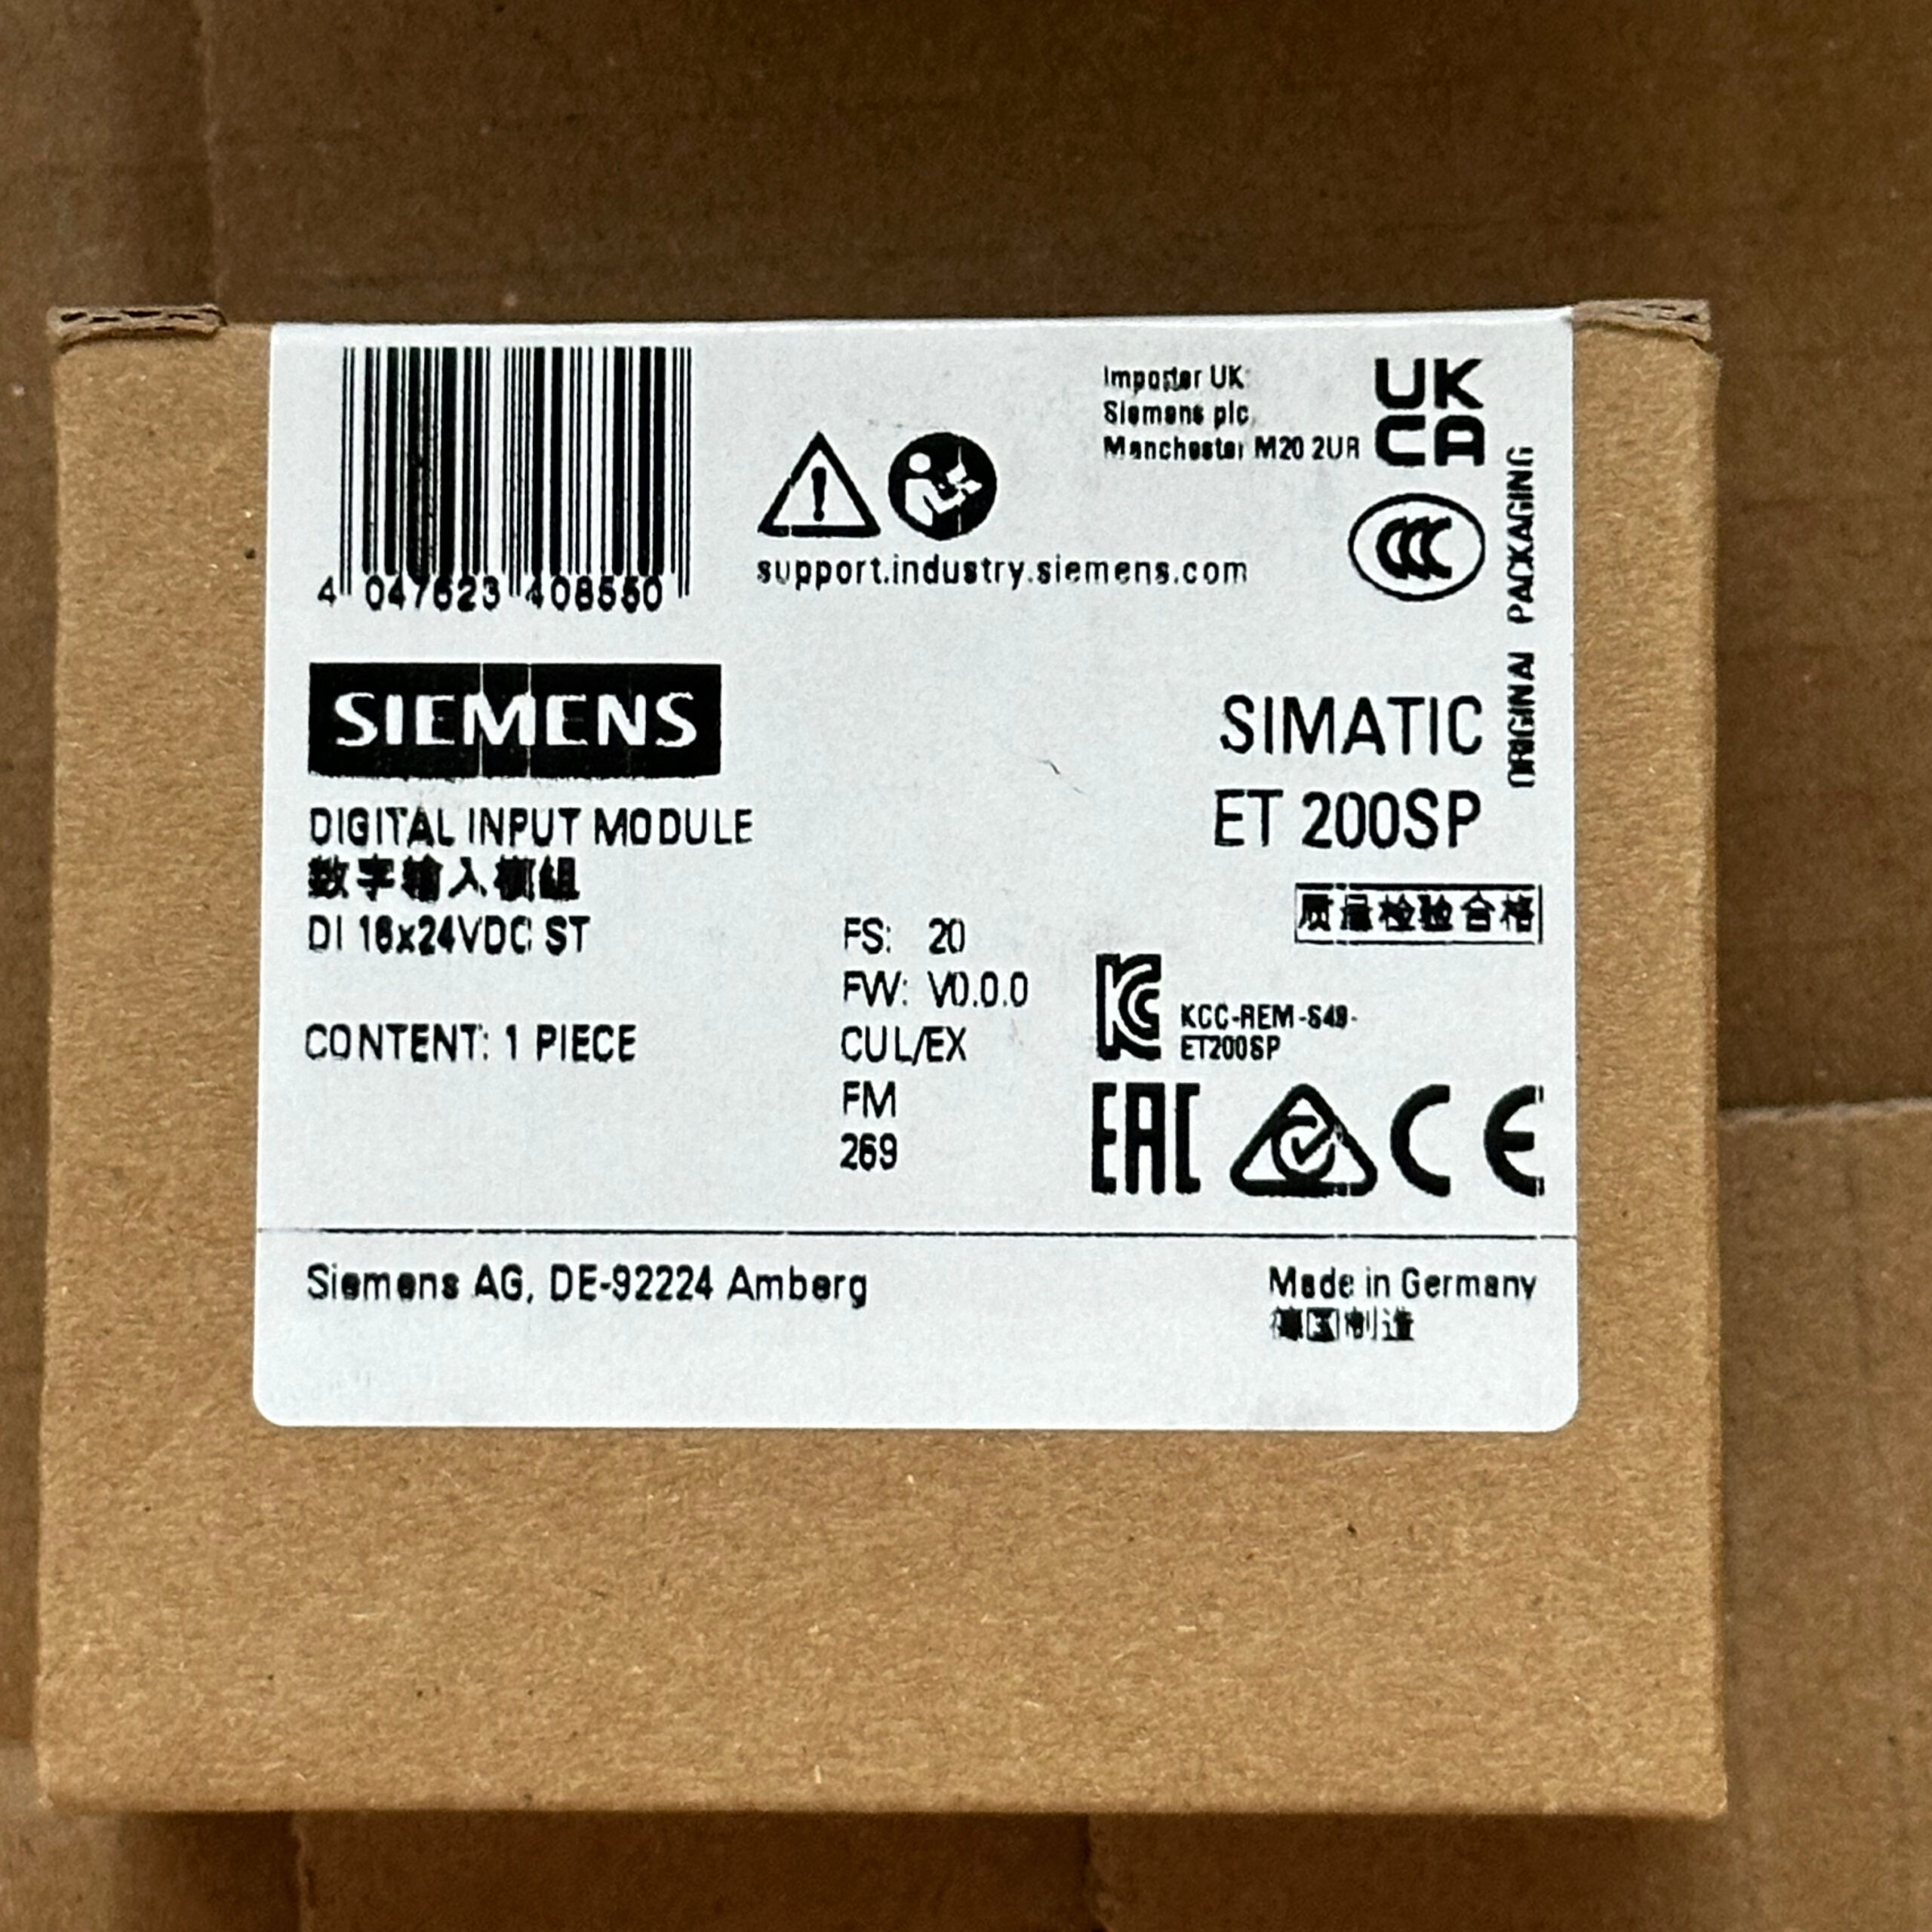 4 047623 408550
Importer UK:
Siemens plc,
Manchester M20 2UR
UK
CA
support.industry.siemens.com
CCC
ORIGINAL PACKAGING
SIEMENS
SIMATIC
ET 200SP
DIGITAL INPUT MODULE
数字输入模组
DI 16x24VDC ST
质量检验合格
FS: 20
FW: V0.0.0
CONTENT: 1 PIECE
CUL/EX
FM
269
KC
KCC-REM-S49-
ET200SP
EAC
CE
Siemens AG, DE-92224 Amberg
Made in Germany
德国制造